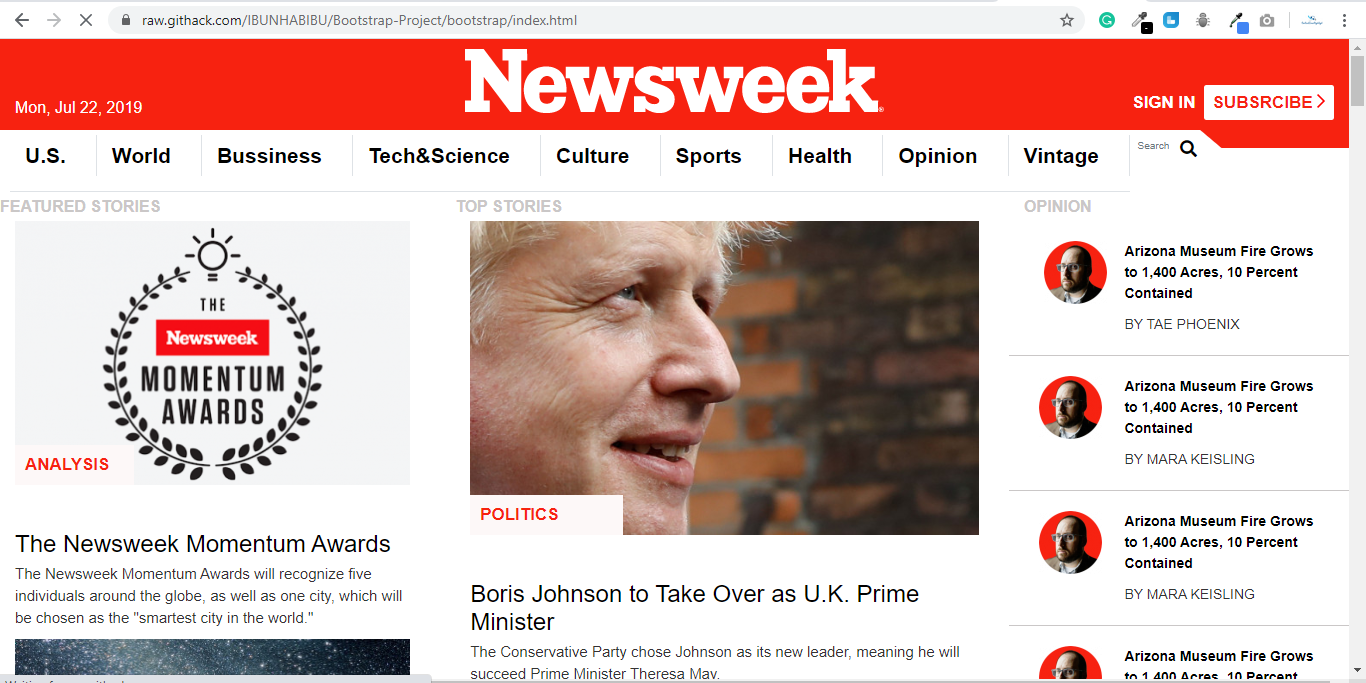 raw.githack.com/IBUNHABIBU/Bootstrap-Project/bootstrap/index.html
Newsweek
Mon, Jul 22, 2019
SIGN IN
SUBSRCIBE
U.S.
World
Bussiness
Tech&Science
Culture
Sports
Health
Opinion
Vintage
Search
FEATURED STORIES
THE
Newsweek
MOMENTUM
AWARDS
ANALYSIS
The Newsweek Momentum Awards
The Newsweek Momentum Awards will recognize five
individuals around the globe, as well as one city, which will
be chosen as the "smartest city in the world."
TOP STORIES
POLITICS
Boris Johnson to Take Over as U.K. Prime
Minister
The Conservative Party chose Johnson as its new leader, meaning he will
succeed Prime Minister Theresa May.
OPINION
Arizona Museum Fire Grows
to 1,400 Acres, 10 Percent
Contained
BY TAE PHOENIX
Arizona Museum Fire Grows
to 1,400 Acres, 10 Percent
Contained
BY MARA KEISLING
Arizona Museum Fire Grows
to 1,400 Acres, 10 Percent
Contained
BY MARA KEISLING
Arizona Museum Fire Grows
to 1,400 Acres, 10 Percent